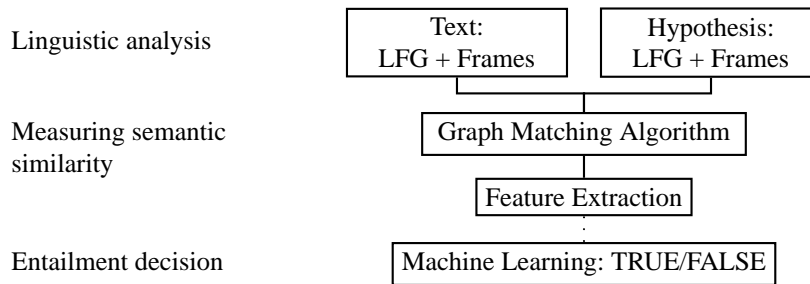 Linguistic analysis
Text:
LFG + Frames
Hypothesis:
LFG + Frames
Measuring semantic
similarity
Graph Matching Algorithm
Feature Extraction
Entailment decision
Machine Learning: TRUE/FALSE